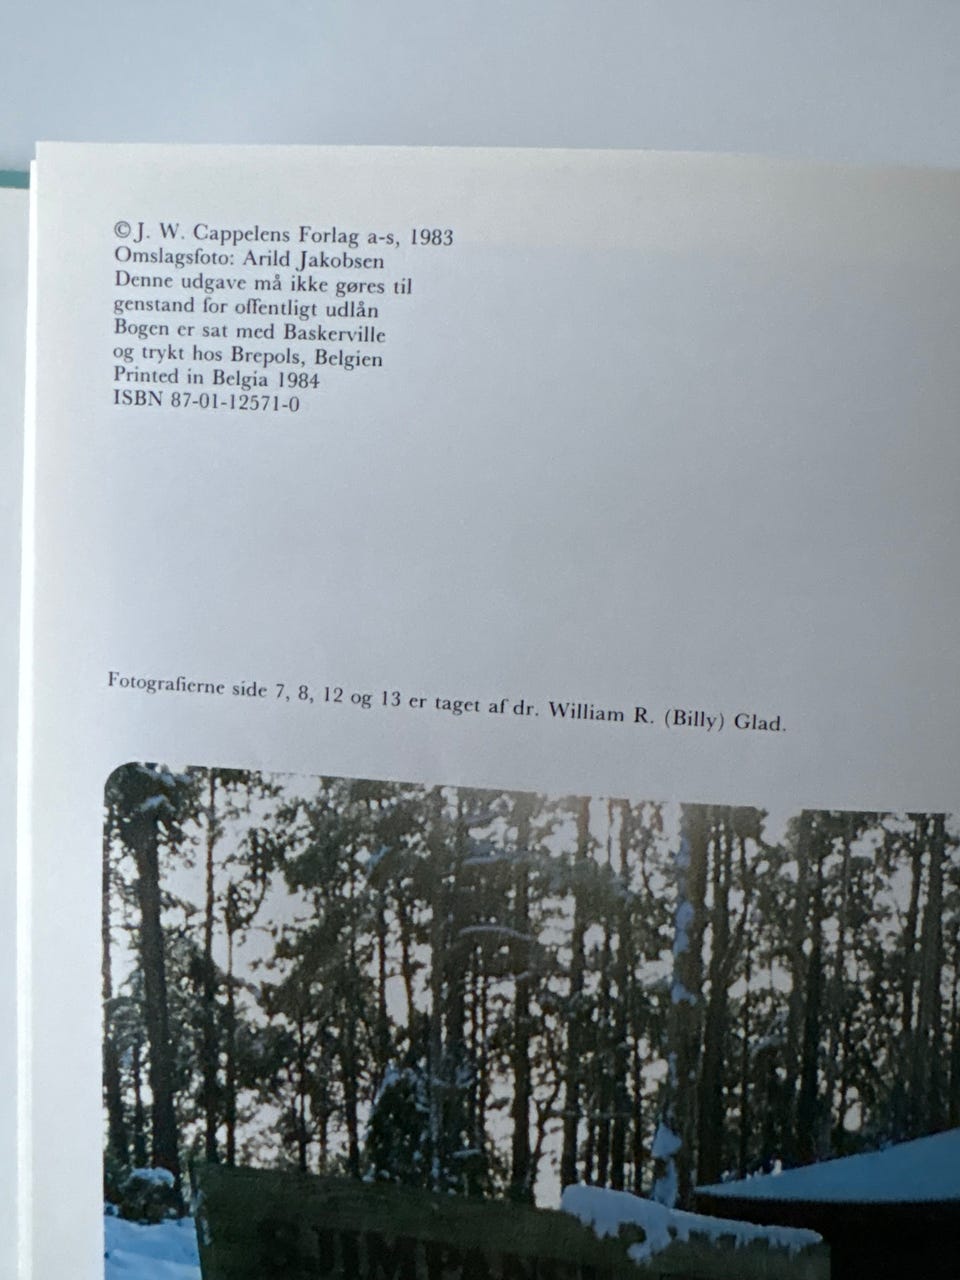 ©J. W. Cappelens Forlag a-s, 1983
Omslagsfoto: Arild Jakobsen
Denne udgave må ikke gøres til
genstand for offentligt udlån
Bogen er sat med Baskerville
og trykt hos Brepols, Belgien
Printed in Belgia 1984
ISBN 87-01-12571-0
Fotografierne side 7, 8, 12 og 13 er taget af dr. William R. (Billy) Glad.